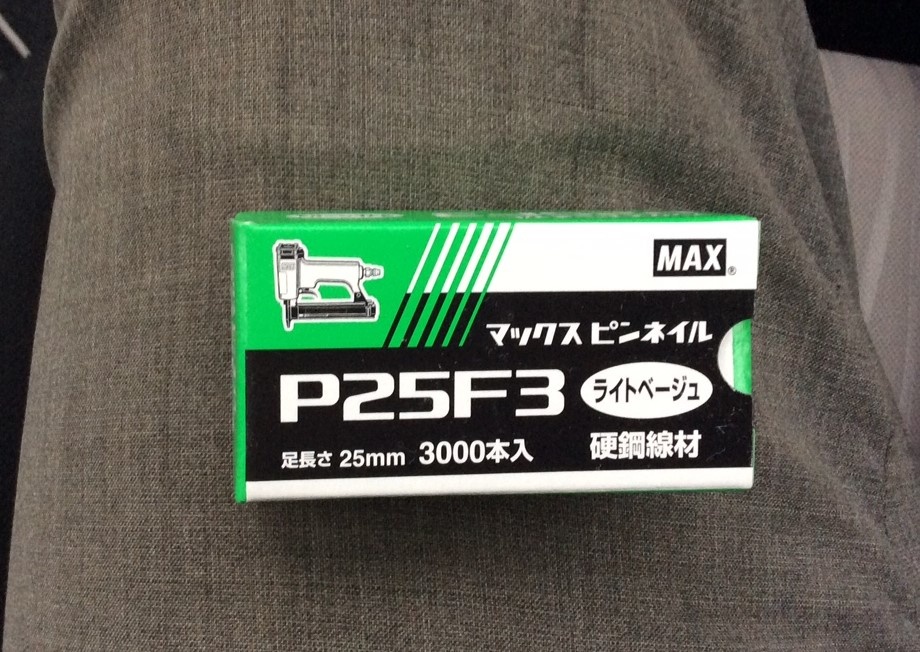 MAX®
マックス ピンネイル
P25F3 ライトベージュ
足長さ 25mm 3000本入 硬鋼線材